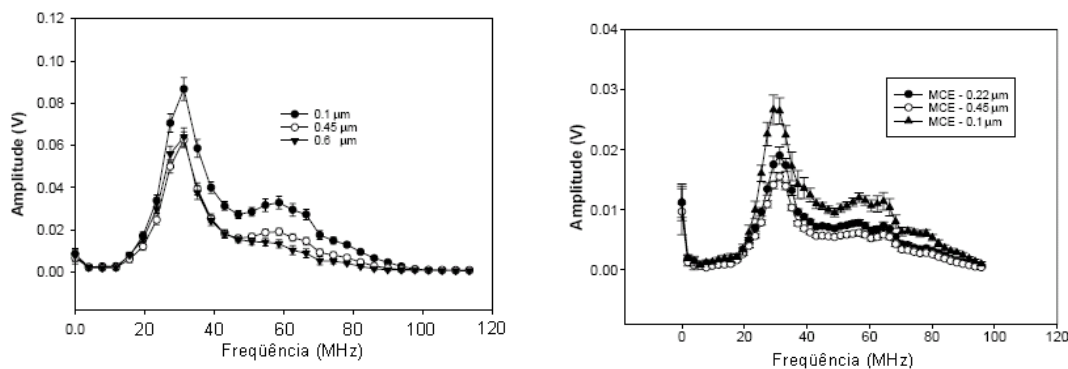 0.12
0.10
0.08
0.06
0.04
0.02
0.00
Amplitude (V)
0.0
20
40
60
80
100
120
Freqüência (MHz)
0.1 µm
0.45 µm
0.6 µm
0.04
0.03
0.02
0.01
0.00
Amplitude (V)
0
20
40
60
80
100
120
Freqüência (MHz)
MCE - 0.22 µm
MCE - 0.45 µm
MCE - 0.1 µm